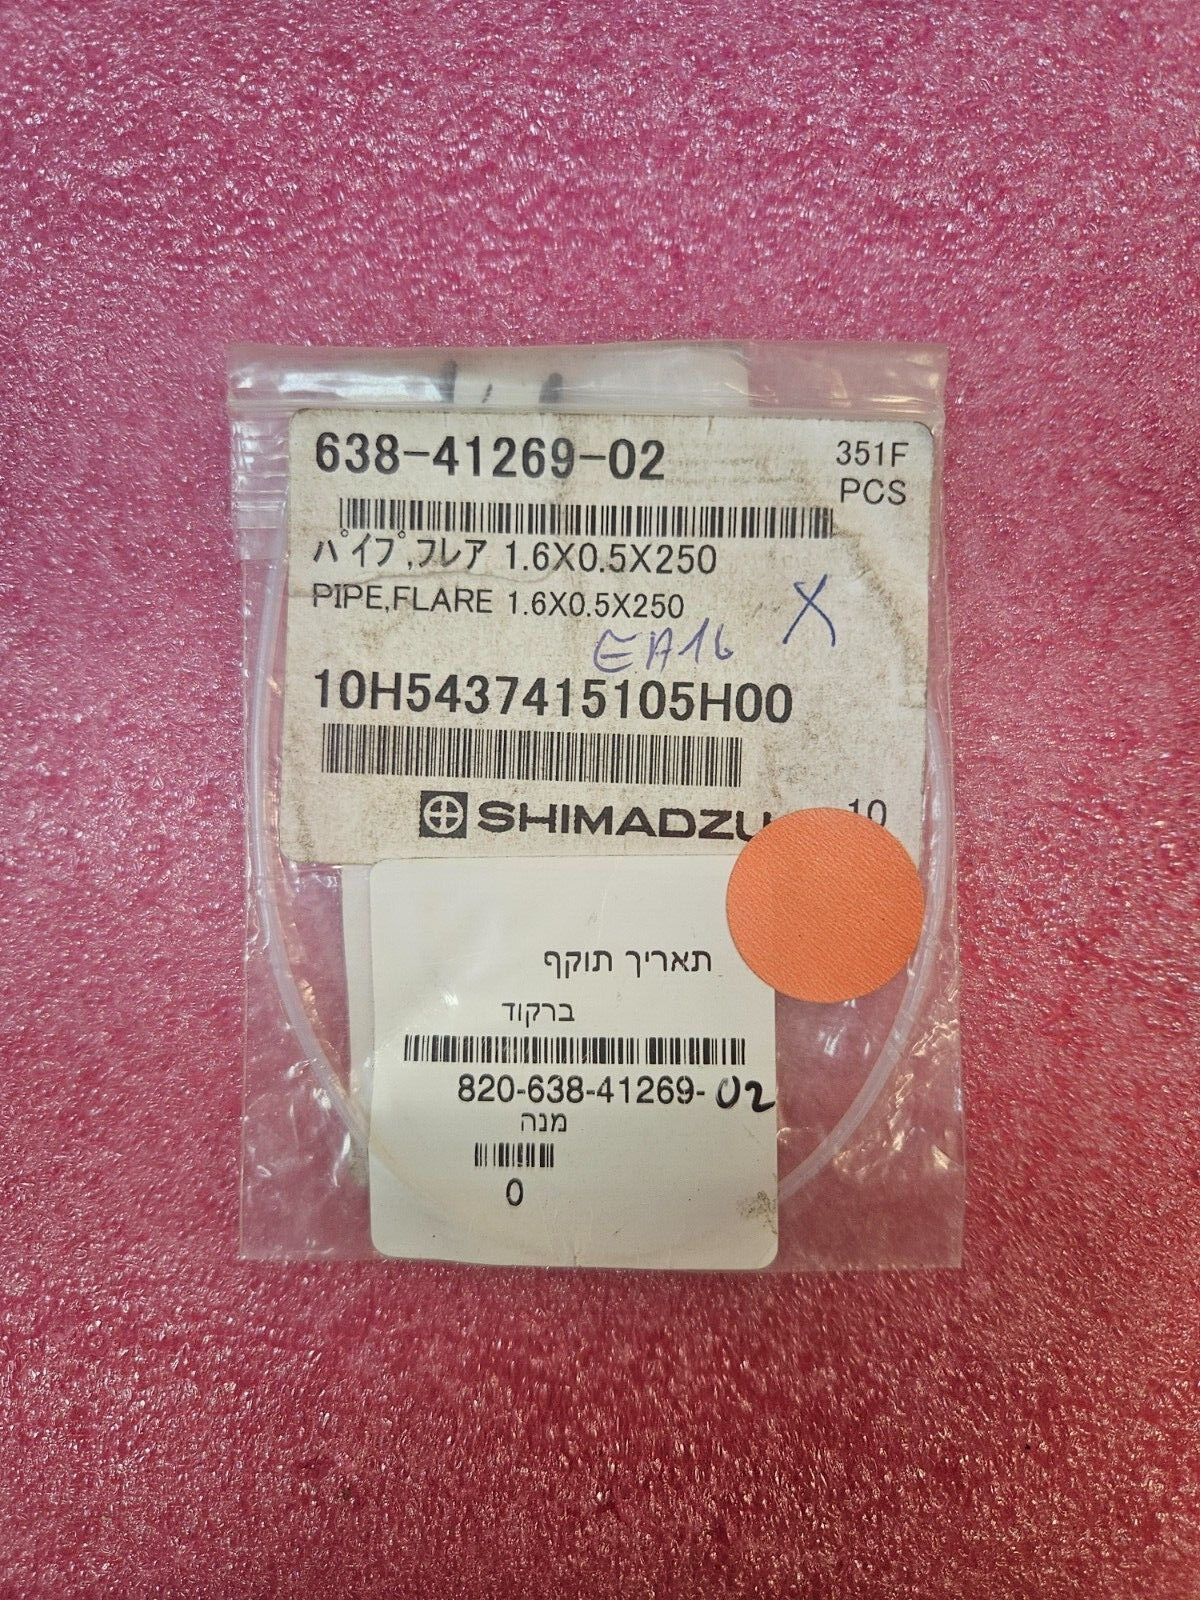 638-41269-02
351F
PCS
パイプ,フレア 1.6X0.5X250
PIPE,FLARE 1.6X0.5X250
X
EA16
10H5437415105H00
SHIMADZU
10
תאריך תוקף
ברקוד
820-638-41269-02
מנה
0